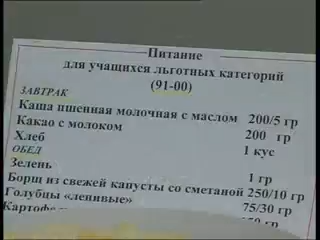 Питание
для учащихся льготных категорий
(91-00)
ЗАВТРАК
Каша пшенная молочная с маслом 200/5 гр
Какао с молоком 200 гр
Хлеб 1 кус
ОБЕД
Зелень 1 гр
Борщ из свежей капусты со сметаной 250/10 гр
Голубцы «ленивые» 75/30 гр
гр